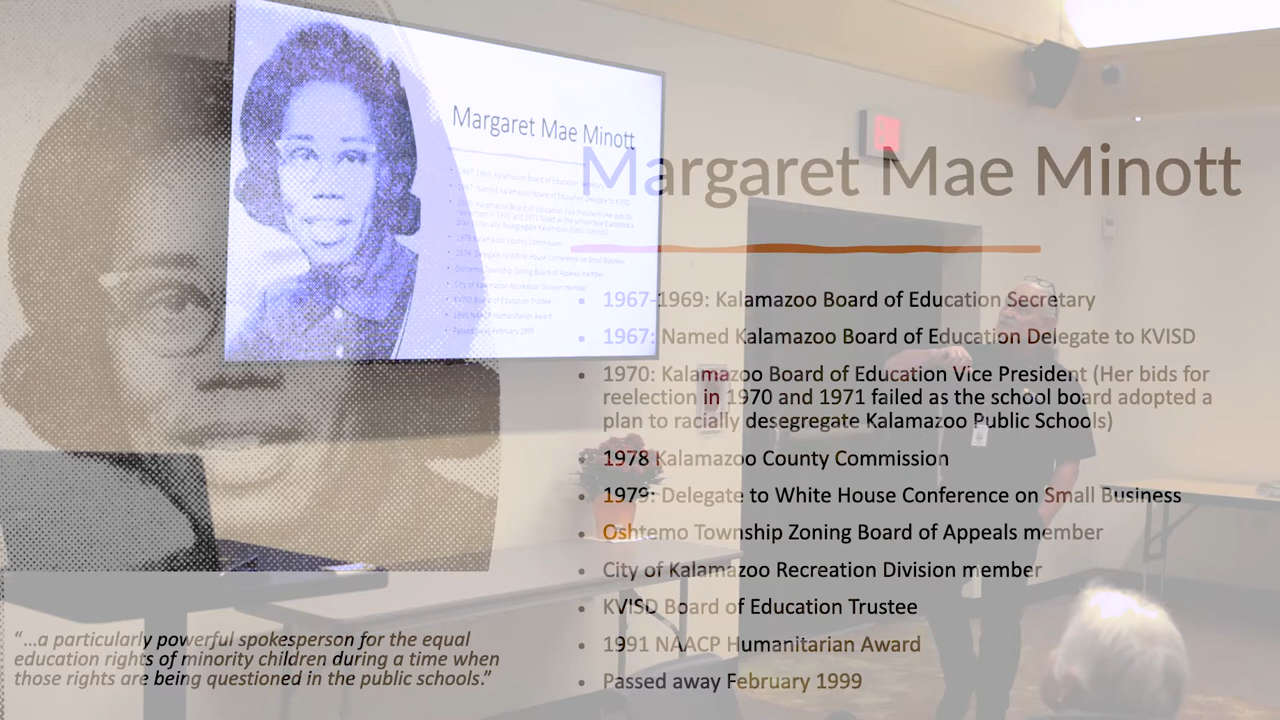 Margaret Mae Minott
Margaret Mae Minott
• 1967-1969: Kalamazoo Board of Education Secretary
• 1967: Named Kalamazoo Board of Education Delegate to KVISD
• 1970: Kalamazoo Board of Education Vice President (Her bids for
reelection in 1970 and 1971 failed as the school board adopted a
plan to racially desegregate Kalamazoo Public Schools)
• 1978 Kalamazoo County Commission
• 1979: Delegate to White House Conference on Small Business
• Oshtemo Township Zoning Board of Appeals member
• City of Kalamazoo Recreation Division member
• KVISD Board of Education Trustee
• 1991 NAACP Humanitarian Award
• Passed away February 1999
“…a particularly powerful spokesperson for the equal
education rights of minority children during a time when
those rights are being questioned in the public schools.”